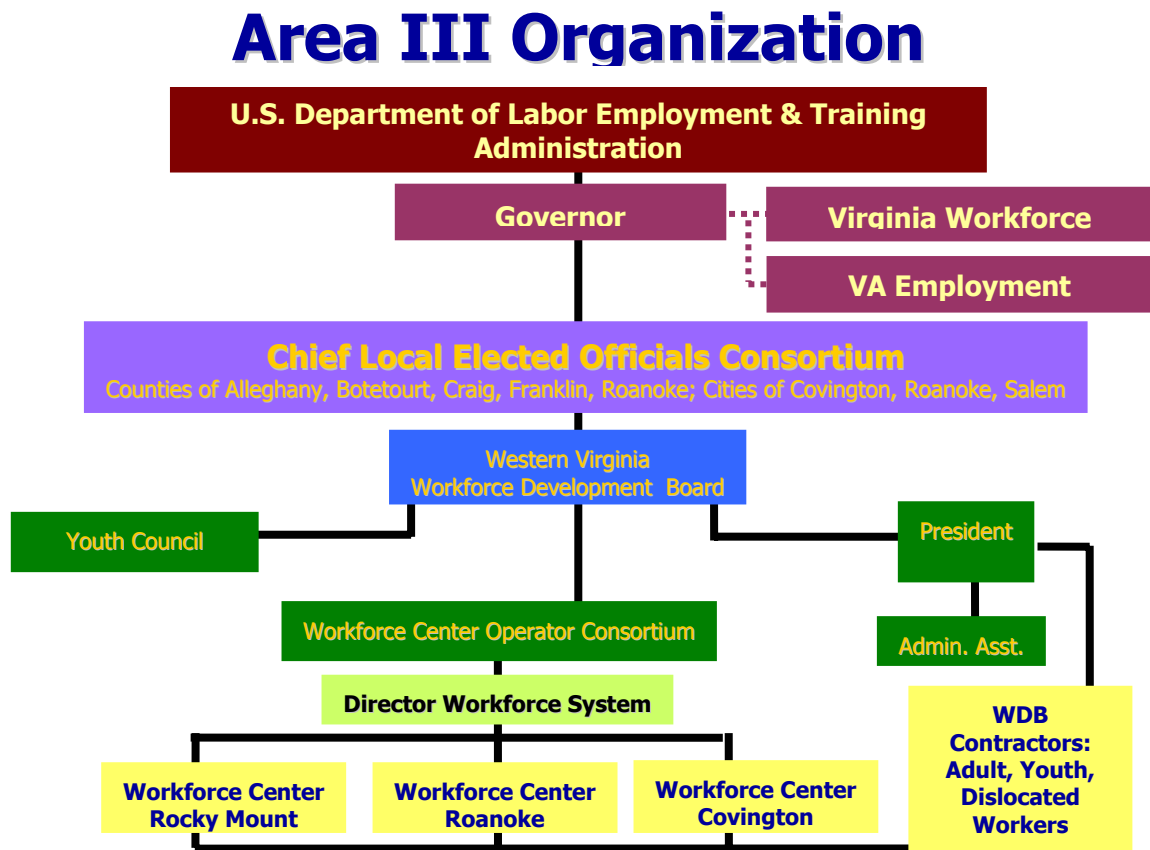 Area III Organization
U.S. Department of Labor Employment & Training
Administration
Governor
Virginia Workforce
VA Employment
Chief Local Elected Officials Consortium
Counties of Alleghany, Botetourt, Craig, Franklin, Roanoke; Cities of Covington, Roanoke, Salem
Western Virginia
Workforce Development Board
Youth Council
President
Workforce Center Operator Consortium
Admin. Asst.
Director Workforce System
WDB
Contractors:
Adult, Youth,
Dislocated
Workers
Workforce Center
Rocky Mount
Workforce Center
Roanoke
Workforce Center
Covington